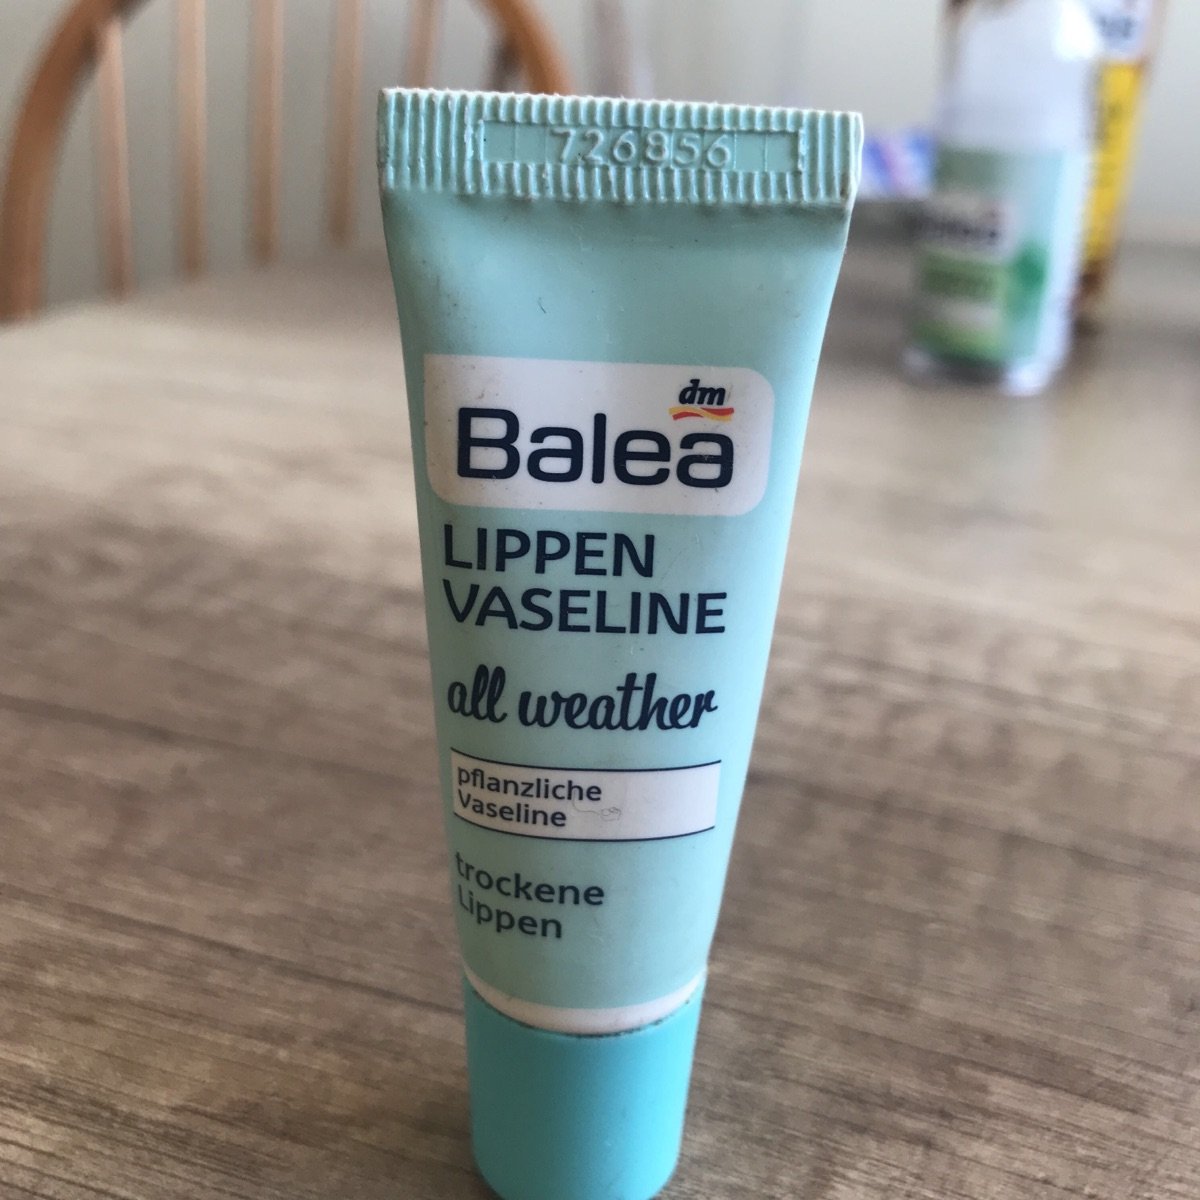 726856
dm
Balea
LIPPEN
VASELINE
all weather
pflanzliche
Vaseline
trockene
Lippen